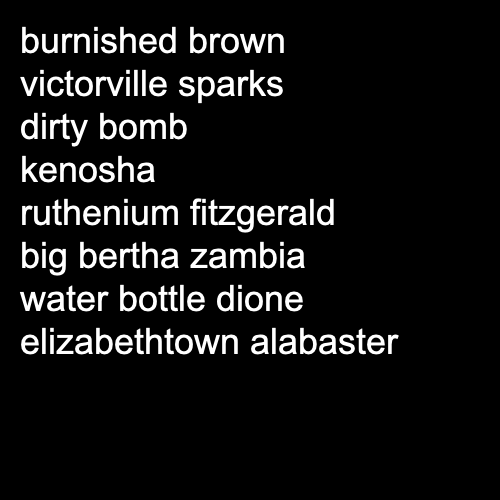 burnished brown
victorville sparks
dirty bomb
kenosha
ruthenium fitzgerald
big bertha zambia
water bottle dione
elizabethtown alabaster